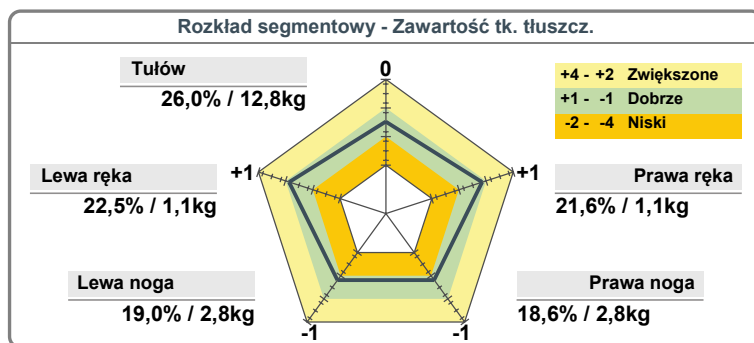 Rozkład segmentowy - Zawartość tk. tłuszcz.
Tułów
26,0% / 12,8kg
0
+4 - +2 Zwiększone
+1 - -1 Dobrze
-2 - -4 Niski
Lewa ręka
22,5% / 1,1kg
+1
+1
Prawa ręka
21,6% / 1,1kg
Lewa noga
19,0% / 2,8kg
-1
-1
Prawa noga
18,6% / 2,8kg